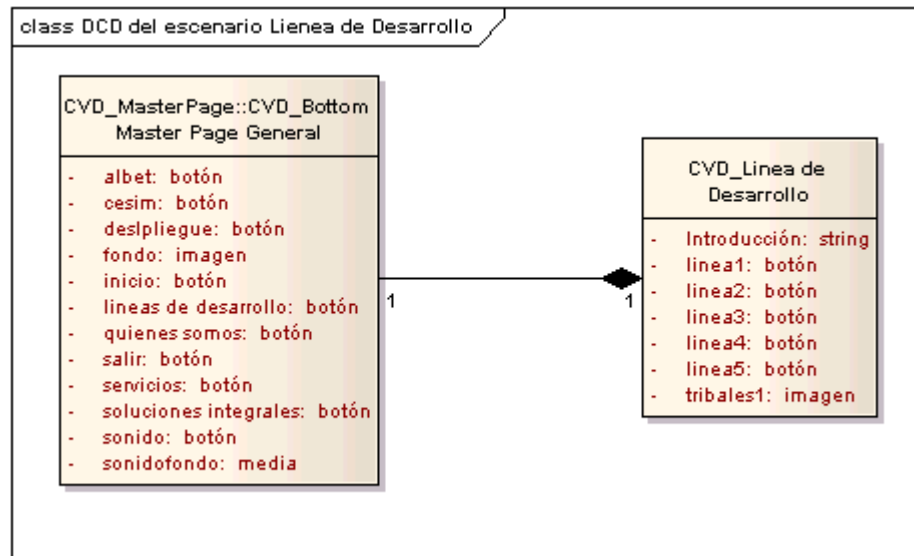 class DCD del escenario Lienea de Desarrollo
CVD_MasterPage::CVD_Bottom
Master Page General
- albet: botón
- cesim: botón
- deslpliegue: botón
- fondo: imagen
- inicio: botón
- lineas de desarrollo: botón
- quienes somos: botón
- salir: botón
- servicios: botón
- soluciones integrales: botón
- sonido: botón
- sonidofondo: media
1
1
CVD_Linea de
Desarrollo
- Introducción: string
- linea1: botón
- linea2: botón
- linea3: botón
- linea4: botón
- linea5: botón
- tribales1: imagen